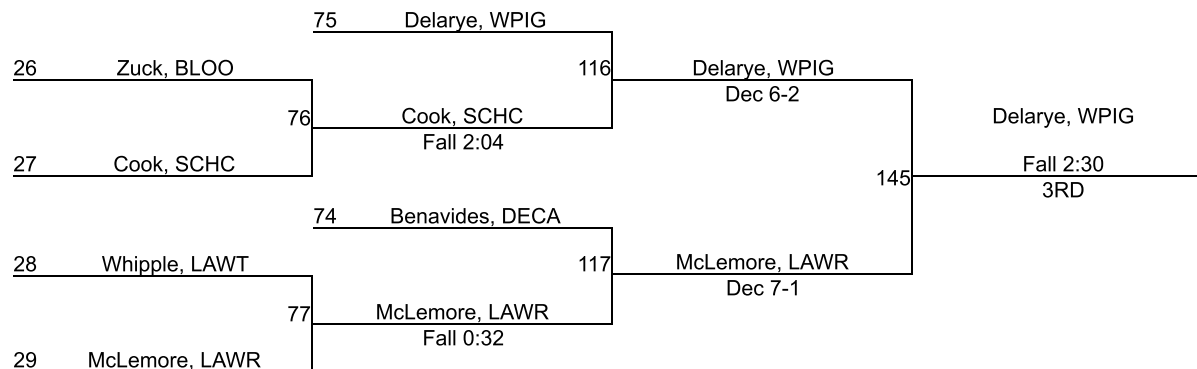 75 Delarye, WPIG
26 Zuck, BLOO
116 Delarye, WPIG
Dec 6-2
76 Cook, SCHC
Fall 2:04
Delarye, WPIG
27 Cook, SCHC
Fall 2:30
145
3RD
74 Benavides, DECA
28 Whipple, LAWT
117 McLemore, LAWR
Dec 7-1
77 McLemore, LAWR
Fall 0:32
29 McLemore, LAWR